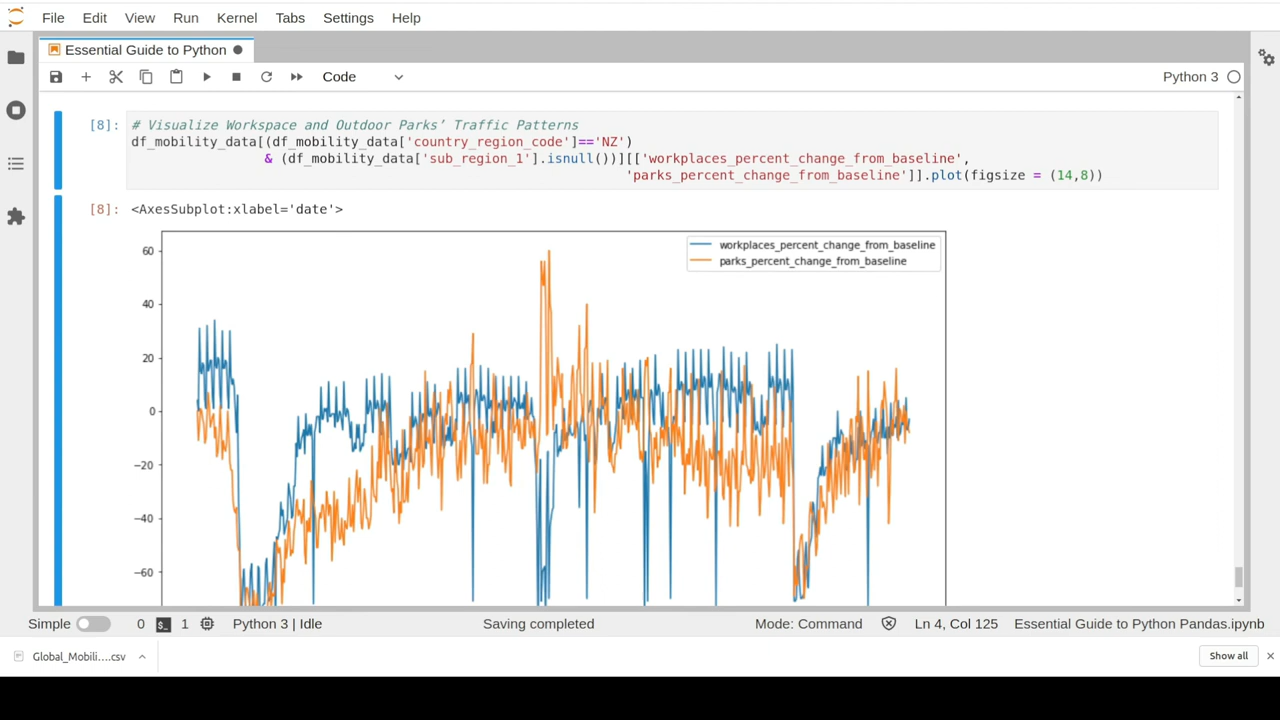 File Edit View Run Kernel Tabs Settings Help
Essential Guide to Python
Code
Python 3
[8]: # Visualize Workspace and Outdoor Parks’ Traffic Patterns
df_mobility_data[(df_mobility_data['country_region_code']=='NZ')
& (df_mobility_data['sub_region_1'].isnull())][['workplaces_percent_change_from_baseline',
'parks_percent_change_from_baseline']].plot(figsize = (14,8))
[8]: <AxesSubplot:xlabel='date'>
workplaces_percent_change_from_baseline
parks_percent_change_from_baseline
60
40
20
0
−20
−40
−60
Simple 0 $_ 1 Python 3 | Idle Saving completed Mode: Command Ln 4, Col 125 Essential Guide to Python Pandas.ipynb
Global_Mobili....csv Show all